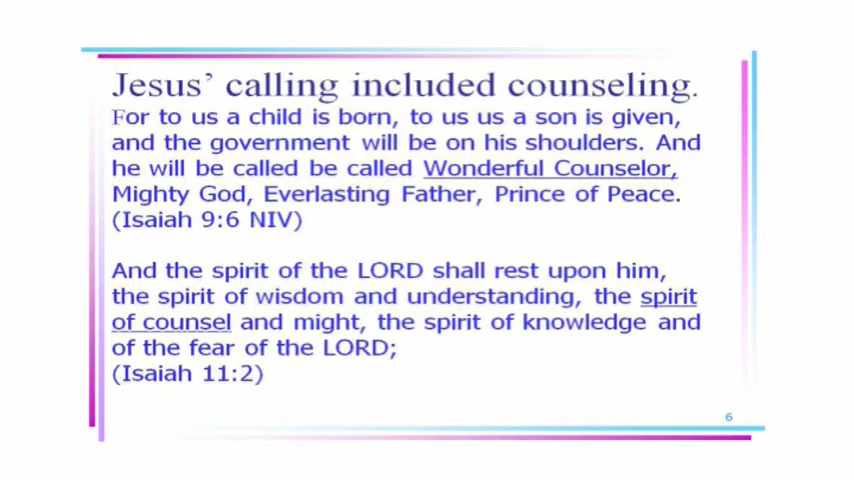 Jesus’ calling included counseling.
For to us a child is born, to us us a son is given,
and the government will be on his shoulders. And
he will be called be called Wonderful Counselor,
Mighty God, Everlasting Father, Prince of Peace.
(Isaiah 9:6 NIV)
And the spirit of the LORD shall rest upon him,
the spirit of wisdom and understanding, the spirit
of counsel and might, the spirit of knowledge and
of the fear of the LORD;
(Isaiah 11:2)
6